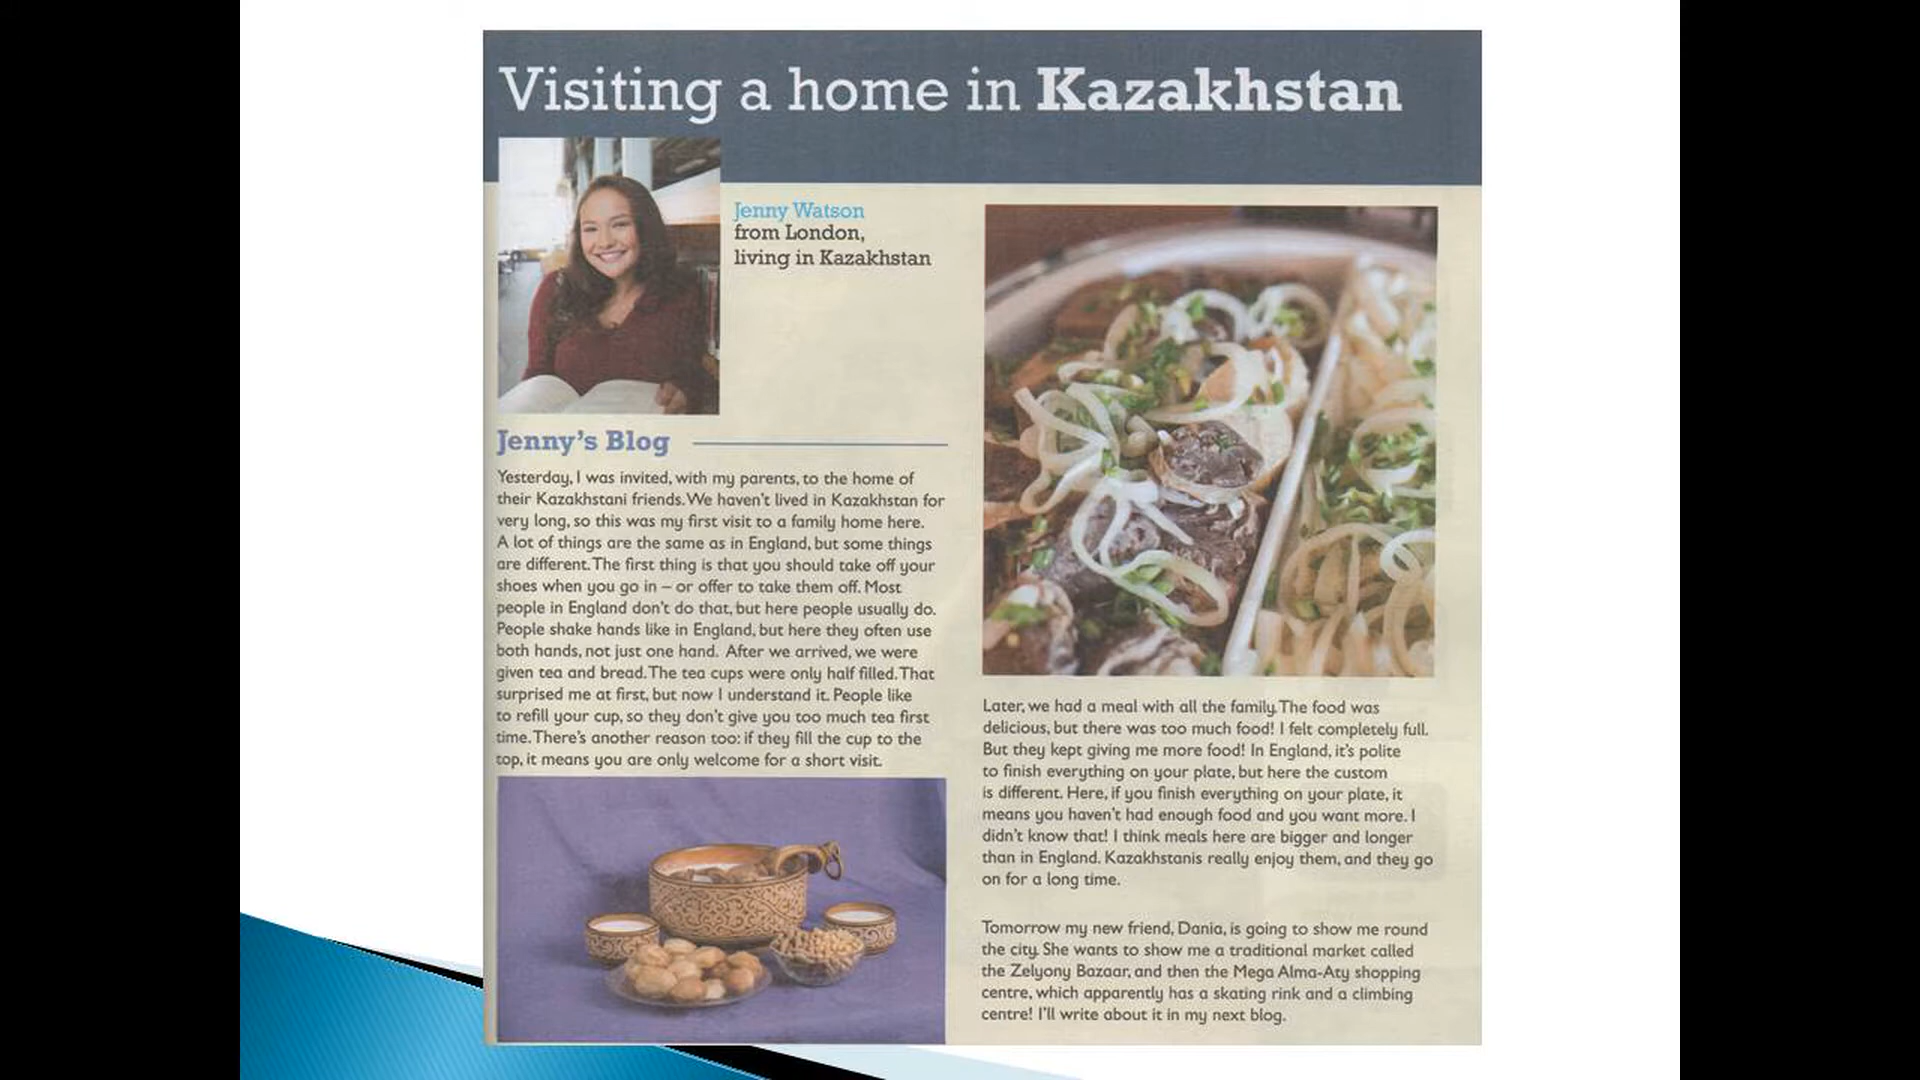 Visiting a home in Kazakhstan
Jenny Watson
from London,
living in Kazakhstan
Jenny's Blog
Yesterday, I was invited, with my parents, to the home of
their Kazakhstani friends. We haven't lived in Kazakhstan for
very long, so this was my first visit to a family home here.
A lot of things are the same as in England, but some things
are different. The first thing is that you should take off your
shoes when you go in – or offer to take them off. Most
people in England don't do that, but here people usually do.
People shake hands like in England, but here they often use
both hands, not just one hand. After we arrived, we were
given tea and bread. The tea cups were only half filled. That
surprised me at first, but now I understand it. People like
to refill your cup, so they don't give you too much tea first
time. There's another reason too: if they fill the cup to the
top, it means you are only welcome for a short visit.
Later, we had a meal with all the family. The food was
delicious, but there was too much food! I felt completely full.
But they kept giving me more food! In England, it's polite
to finish everything on your plate, but here the custom
is different. Here, if you finish everything on your plate, it
means you haven't had enough food and you want more. I
didn't know that! I think meals here are bigger and longer
than in England. Kazakhstanis really enjoy them, and they go
on for a long time.
Tomorrow my new friend, Dania, is going to show me round
the city. She wants to show me a traditional market called
the Zelyony Bazaar, and then the Mega Alma-Aty shopping
centre, which apparently has a skating rink and a climbing
centre! I'll write about it in my next blog.